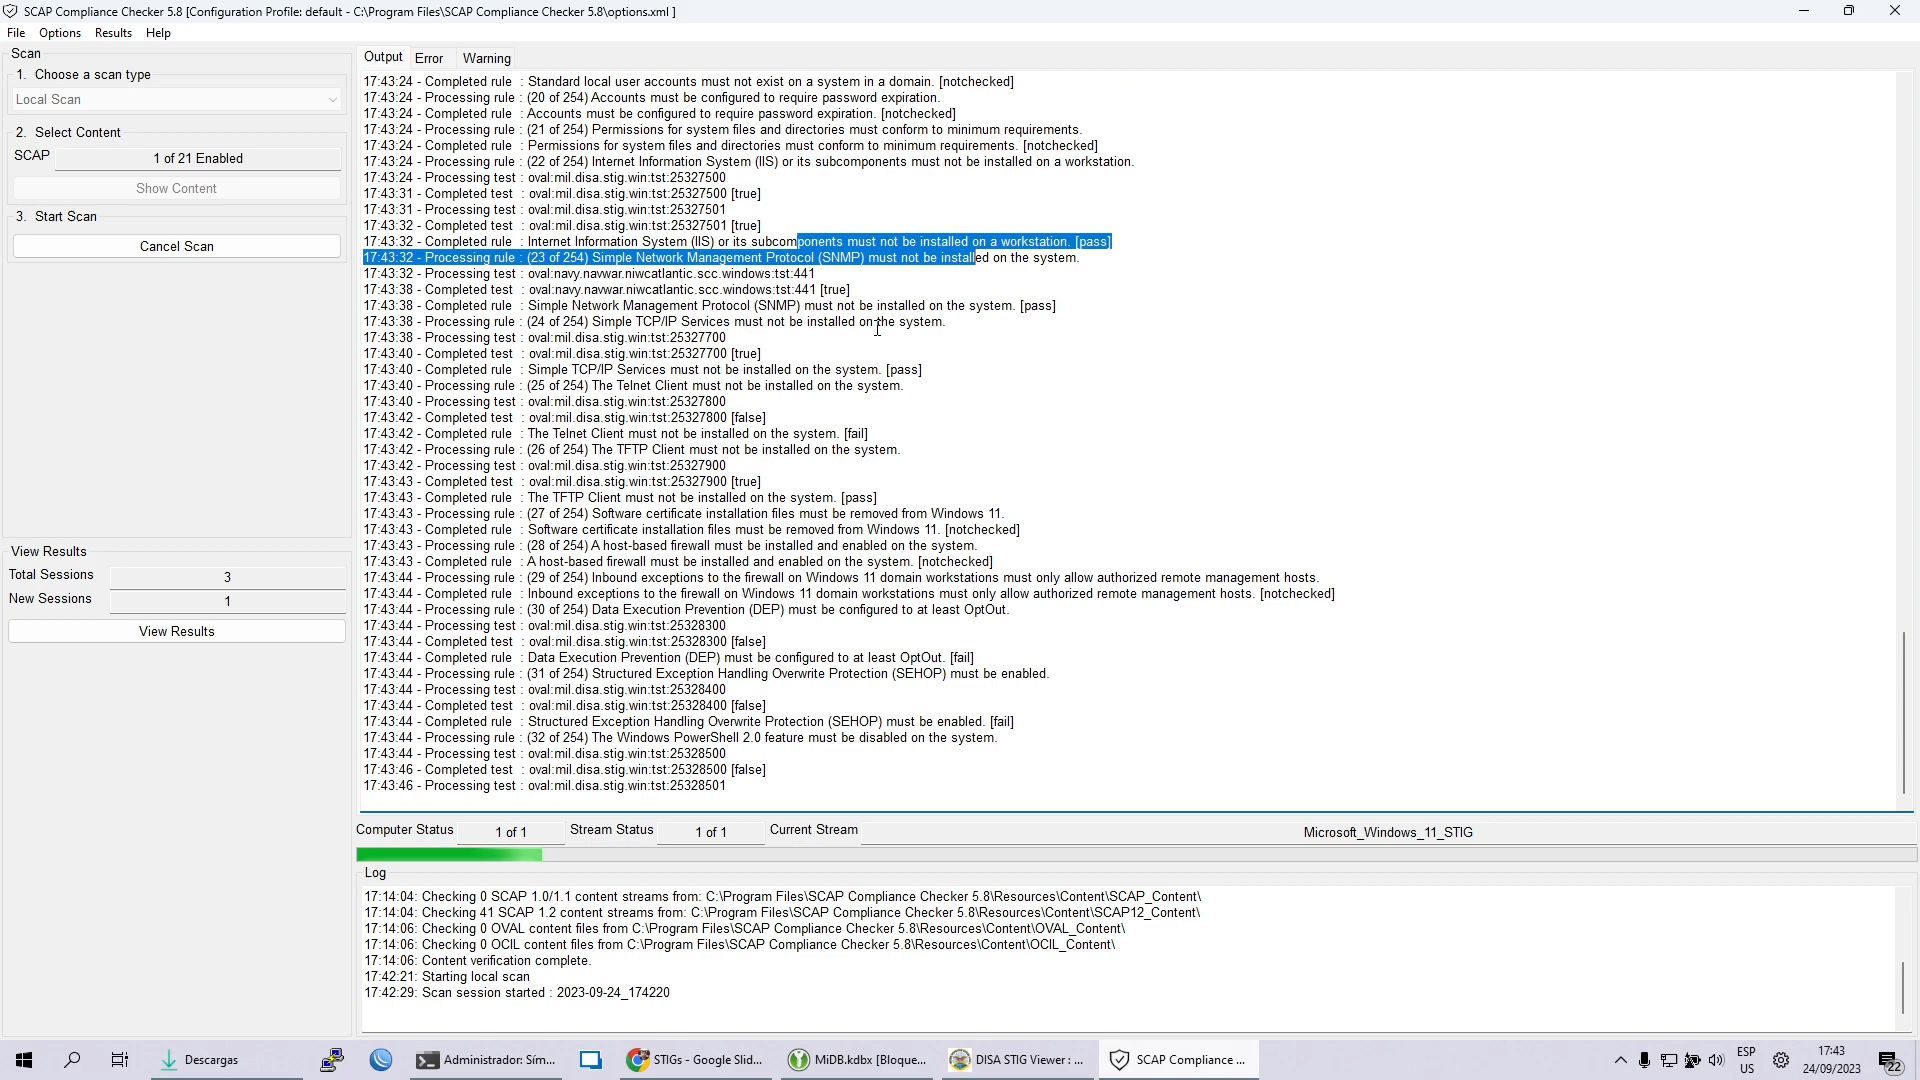 SCAP Compliance Checker 5.8 [Configuration Profile: default - C:\Program Files\SCAP Compliance Checker 5.8\options.xml ]
File Options Results Help
Scan
1. Choose a scan type
Local Scan
2. Select Content
SCAP 1 of 21 Enabled
Show Content
3. Start Scan
Cancel Scan
View Results
Total Sessions 3
New Sessions 1
View Results
Output Error Warning
17:43:24 - Completed rule : Standard local user accounts must not exist on a system in a domain. [notchecked]
17:43:24 - Processing rule : (20 of 254) Accounts must be configured to require password expiration.
17:43:24 - Completed rule : Accounts must be configured to require password expiration. [notchecked]
17:43:24 - Processing rule : (21 of 254) Permissions for system files and directories must conform to minimum requirements.
17:43:24 - Completed rule : Permissions for system files and directories must conform to minimum requirements. [notchecked]
17:43:24 - Processing rule : (22 of 254) Internet Information System (IIS) or its subcomponents must not be installed on a workstation.
17:43:24 - Processing test : oval:mil.disa.stig.win:tst:25327500
17:43:31 - Completed test : oval:mil.disa.stig.win:tst:25327500 [true]
17:43:31 - Processing test : oval:mil.disa.stig.win:tst:25327501
17:43:32 - Completed test : oval:mil.disa.stig.win:tst:25327501 [true]
17:43:32 - Completed rule : Internet Information System (IIS) or its subcomponents must not be installed on a workstation. [pass]
17:43:32 - Processing rule : (23 of 254) Simple Network Management Protocol (SNMP) must not be installed on the system.
17:43:32 - Processing test : oval:navy.navwar.niwcatlantic.scc.windows:tst:441
17:43:38 - Completed test : oval:navy.navwar.niwcatlantic.scc.windows:tst:441 [true]
17:43:38 - Completed rule : Simple Network Management Protocol (SNMP) must not be installed on the system. [pass]
17:43:38 - Processing rule : (24 of 254) Simple TCP/IP Services must not be installed on the system.
17:43:38 - Processing test : oval:mil.disa.stig.win:tst:25327700
17:43:40 - Completed test : oval:mil.disa.stig.win:tst:25327700 [true]
17:43:40 - Completed rule : Simple TCP/IP Services must not be installed on the system. [pass]
17:43:40 - Processing rule : (25 of 254) The Telnet Client must not be installed on the system.
17:43:40 - Processing test : oval:mil.disa.stig.win:tst:25327800
17:43:42 - Completed test : oval:mil.disa.stig.win:tst:25327800 [false]
17:43:42 - Completed rule : The Telnet Client must not be installed on the system. [fail]
17:43:42 - Processing rule : (26 of 254) The TFTP Client must not be installed on the system.
17:43:42 - Processing test : oval:mil.disa.stig.win:tst:25327900
17:43:43 - Completed test : oval:mil.disa.stig.win:tst:25327900 [true]
17:43:43 - Completed rule : The TFTP Client must not be installed on the system. [pass]
17:43:43 - Processing rule : (27 of 254) Software certificate installation files must be removed from Windows 11.
17:43:43 - Completed rule : Software certificate installation files must be removed from Windows 11. [notchecked]
17:43:43 - Processing rule : (28 of 254) A host-based firewall must be installed and enabled on the system.
17:43:43 - Completed rule : A host-based firewall must be installed and enabled on the system. [notchecked]
17:43:44 - Processing rule : (29 of 254) Inbound exceptions to the firewall on Windows 11 domain workstations must only allow authorized remote management hosts.
17:43:44 - Completed rule : Inbound exceptions to the firewall on Windows 11 domain workstations must only allow authorized remote management hosts. [notchecked]
17:43:44 - Processing rule : (30 of 254) Data Execution Prevention (DEP) must be configured to at least OptOut.
17:43:44 - Processing test : oval:mil.disa.stig.win:tst:25328300
17:43:44 - Completed test : oval:mil.disa.stig.win:tst:25328300 [false]
17:43:44 - Completed rule : Data Execution Prevention (DEP) must be configured to at least OptOut. [fail]
17:43:44 - Processing rule : (31 of 254) Structured Exception Handling Overwrite Protection (SEHOP) must be enabled.
17:43:44 - Processing test : oval:mil.disa.stig.win:tst:25328400
17:43:44 - Completed test : oval:mil.disa.stig.win:tst:25328400 [false]
17:43:44 - Completed rule : Structured Exception Handling Overwrite Protection (SEHOP) must be enabled. [fail]
17:43:44 - Processing rule : (32 of 254) The Windows PowerShell 2.0 feature must be disabled on the system.
17:43:44 - Processing test : oval:mil.disa.stig.win:tst:25328500
17:43:46 - Completed test : oval:mil.disa.stig.win:tst:25328500 [false]
17:43:46 - Processing test : oval:mil.disa.stig.win:tst:25328501
Computer Status 1 of 1 Stream Status 1 of 1 Current Stream Microsoft_Windows_11_STIG
Log
17:14:04: Checking 0 SCAP 1.0/1.1 content streams from: C:\Program Files\SCAP Compliance Checker 5.8\Resources\Content\SCAP_Content\
17:14:04: Checking 41 SCAP 1.2 content streams from: C:\Program Files\SCAP Compliance Checker 5.8\Resources\Content\SCAP12_Content\
17:14:06: Checking 0 OVAL content files from C:\Program Files\SCAP Compliance Checker 5.8\Resources\Content\OVAL_Content\
17:14:06: Checking 0 OCIL content files from C:\Program Files\SCAP Compliance Checker 5.8\Resources\Content\OCIL_Content\
17:14:06: Content verification complete.
17:42:21: Starting local scan
17:42:29: Scan session started : 2023-09-24_174220
Descargas Administrador: Sím... STIGs - Google Slid... MiDB.kdbx [Bloque... DISA STIG Viewer : ... SCAP Compliance ... ESP 17:43
US 24/09/2023 22